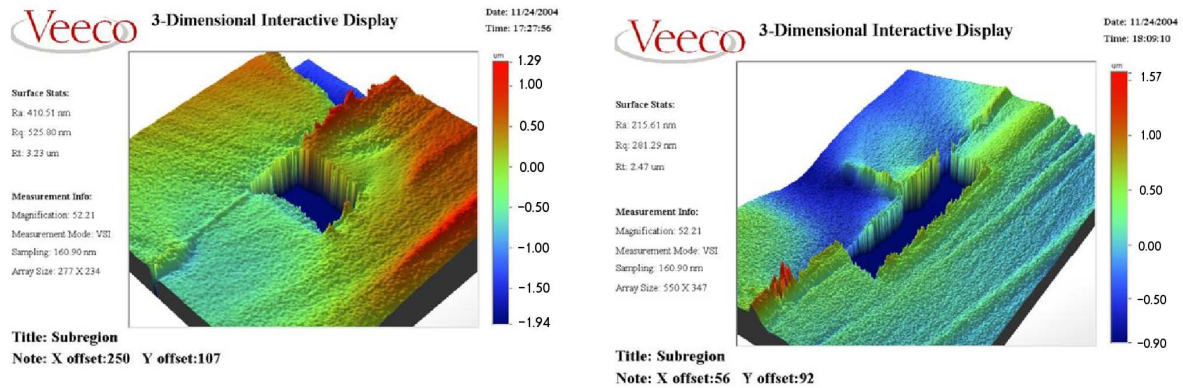 Veeco
3-Dimensional Interactive Display
Date: 11/24/2004
Time: 17:27:56
um
1.29
1.00
0.50
0.00
−0.50
−1.00
−1.50
−1.94
Surface Stats:
Ra: 410.51 nm
Rq: 525.80 nm
Rt: 3.23 um
Measurement Info:
Magnification: 52.21
Measurement Mode: VSI
Sampling: 160.90 nm
Array Size: 277 X 234
Title: Subregion
Note: X offset:250 Y offset:107
Veeco
3-Dimensional Interactive Display
Date: 11/24/2004
Time: 18:09:10
um
1.57
1.00
0.50
0.00
−0.50
−0.90
Surface Stats:
Ra: 215.61 nm
Rq: 281.29 nm
Rt: 2.47 um
Measurement Info:
Magnification: 52.21
Measurement Mode: VSI
Sampling: 160.90 nm
Array Size: 550 X 347
Title: Subregion
Note: X offset:56 Y offset:92